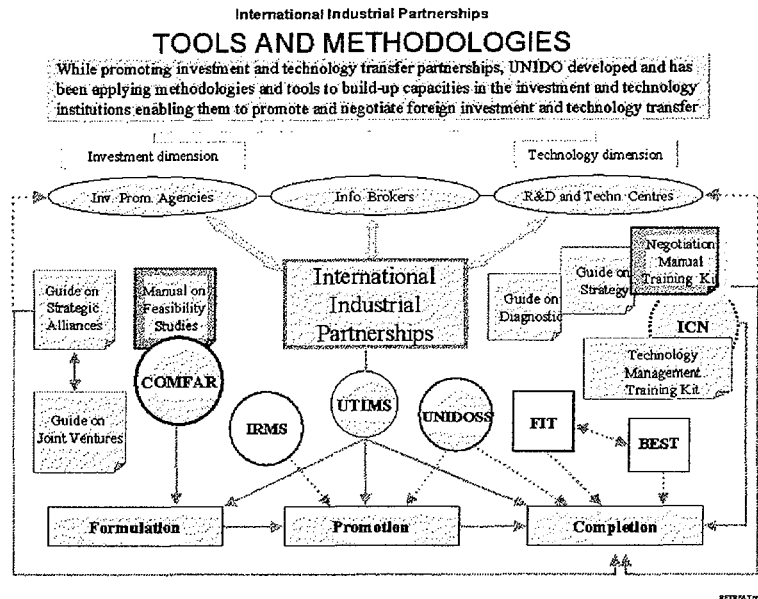 International Industrial Partnerships
TOOLS AND METHODOLOGIES
While promoting investment and technology transfer partnerships, UNIDO developed and has
been applying methodologies and tools to build-up capacities in the investment and technology
institutions enabling them to promote and negotiate foreign investment and technology transfer
Investment dimension
Technology dimension
Inv. Prom. Agencies
Info. Brokers
R&D and Techn. Centres
Guide on
Strategic
Alliances
Manual on
Feasibility
Studies
International
Industrial
Partnerships
Guide on
Diagnostic
Guide on
Strategy
Negotiation
Manual
Training Kit
ICN
Technology
Management
Training Kit
COMFAR
Guide on
Joint Ventures
IRMS
UTIMS
UNIDOSS
FIT
BEST
Formulation
Promotion
Completion